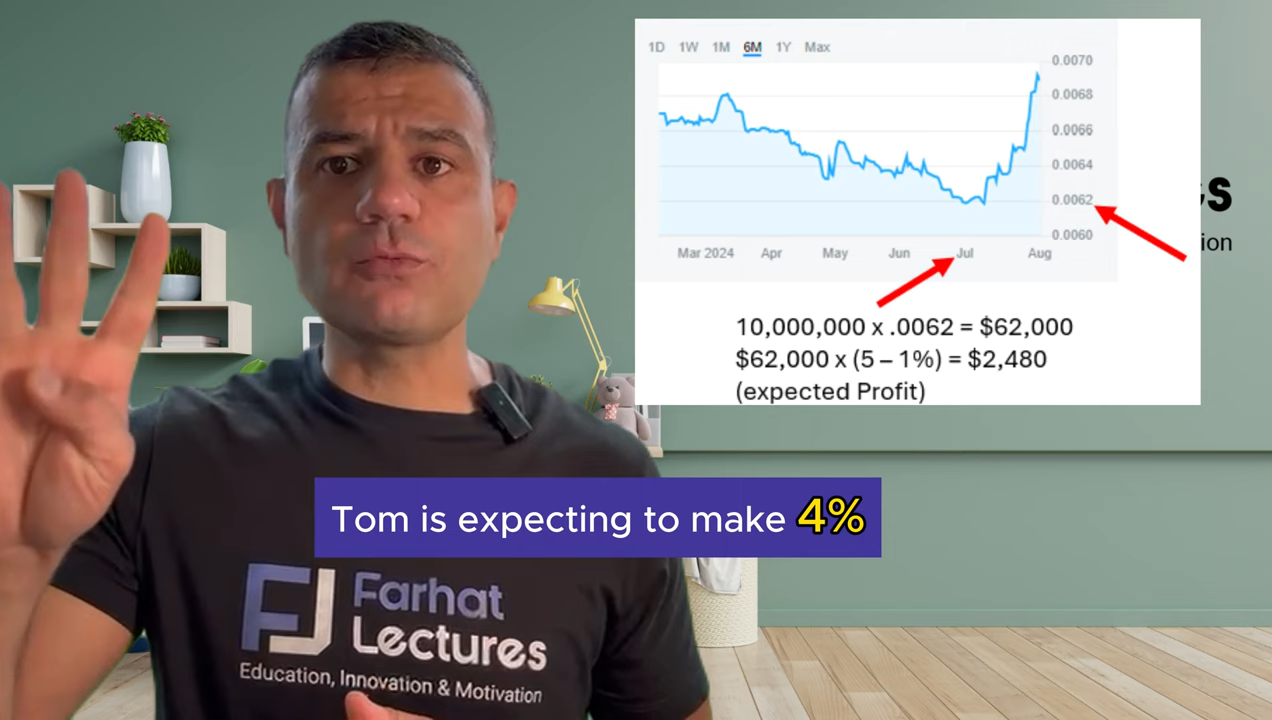 1D 1W 1M 6M 1Y Max
0.0070
0.0068
0.0066
0.0064
0.0062
0.0060
Mar 2024 Apr May Jun Jul Aug
10,000,000 x .0062 = $62,000
$62,000 x (5 – 1%) = $2,480
(expected Profit)
Tom is expecting to make 4%
FL Farhat
Lectures
Education, Innovation & Motivation